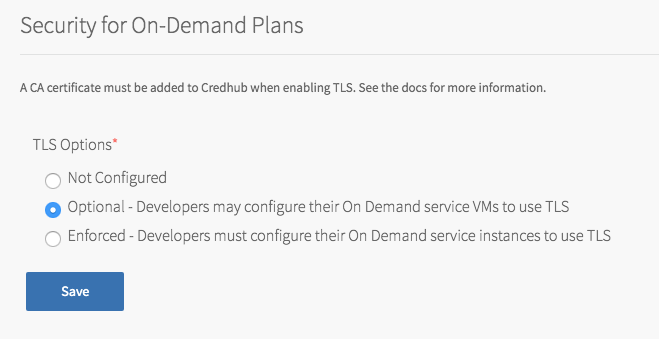 Security for On-Demand Plans
A CA certificate must be added to Credhub when enabling TLS. See the docs for more information.
TLS Options*
Not Configured
Optional - Developers may configure their On Demand service VMs to use TLS
Enforced - Developers must configure their On Demand service instances to use TLS
Save